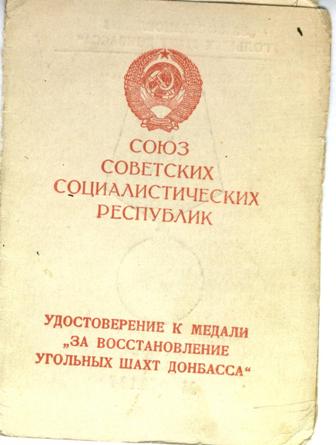 СОЮЗ
СОВЕТСКИХ
СОЦИАЛИСТИЧЕСКИХ
РЕСПУБЛИК
УДОСТОВЕРЕНИЕ К МЕДАЛИ
„ЗА ВОССТАНОВЛЕНИЕ
УГОЛЬНЫХ ШАХТ ДОНБАССА“